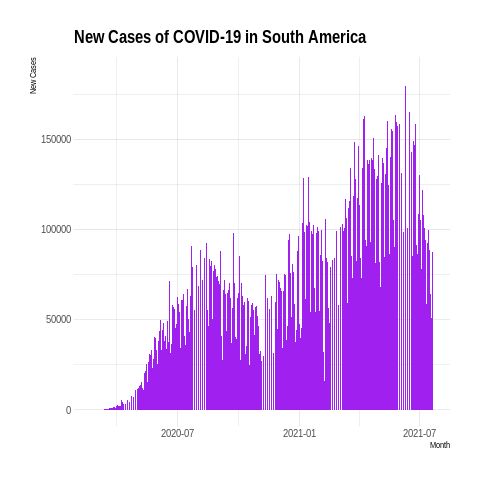 New Cases of COVID-19 in South America
New Cases
150000
100000
50000
0
2020-07
2021-01
2021-07
Month